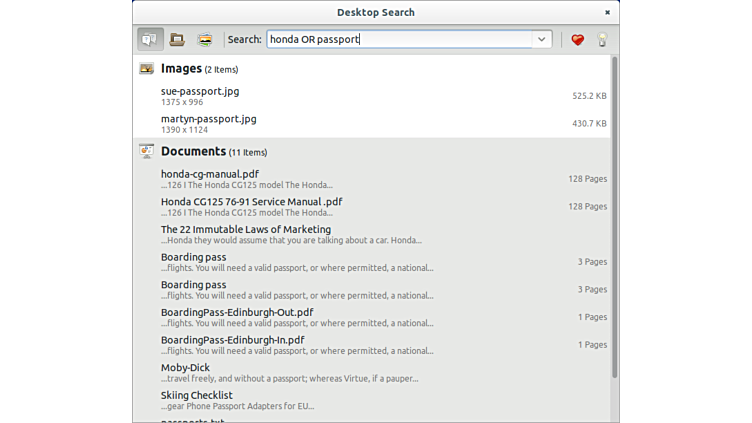 Desktop Search
Search: honda OR passport
Images (2 Items)
sue-passport.jpg
1375 x 996
525.2 KB
martyn-passport.jpg
1390 x 1124
430.7 KB
Documents (11 Items)
honda-cg-manual.pdf
...126 I The Honda CG125 model The Honda...
128 Pages
Honda CG125 76-91 Service Manual .pdf
...126 I The Honda CG125 model The Honda...
128 Pages
The 22 Immutable Laws of Marketing
...Honda they would assume that you are talking about a car. Honda...
Boarding pass
...flights. You will need a valid passport, or where permitted, a national...
3 Pages
Boarding pass
...flights. You will need a valid passport, or where permitted, a national...
3 Pages
BoardingPass-Edinburgh-Out.pdf
...flights. You will need a valid passport, or where permitted, a national...
1 Pages
BoardingPass-Edinburgh-In.pdf
...flights. You will need a valid passport, or where permitted, a national...
1 Pages
Moby-Dick
...travel freely, and without a passport; whereas Virtue, if a pauper...
Skiing Checklist
...gear Phone Passport Adapters for EU...